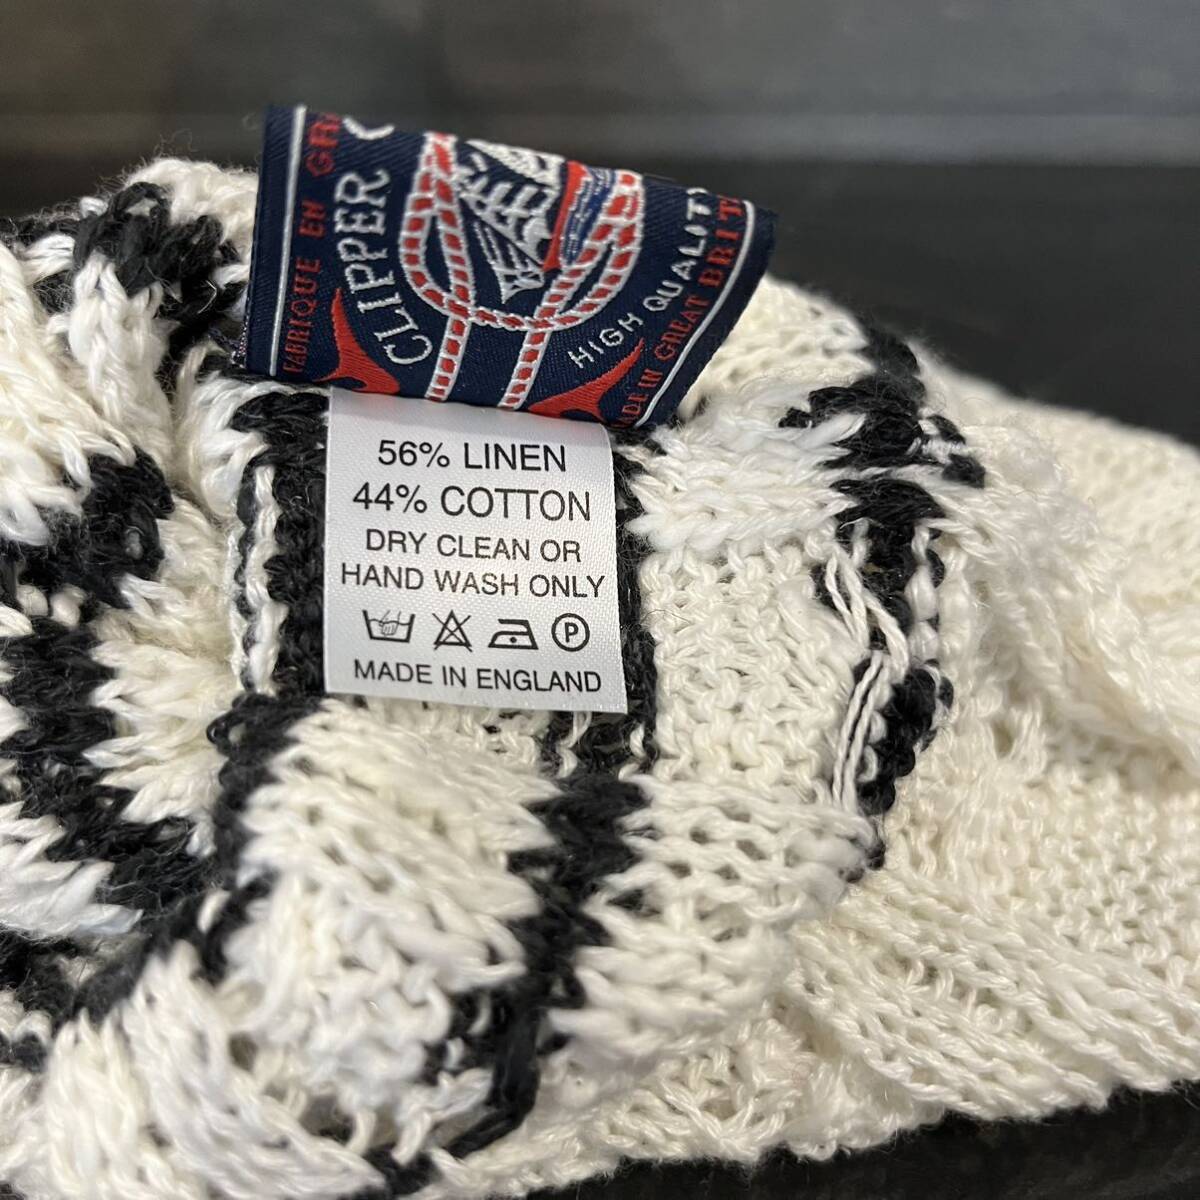 FABRIQUE EN
CLIPPER
HIGH QUALITY
MADE IN GREAT BRIT
56% LINEN
44% COTTON
DRY CLEAN OR
HAND WASH ONLY
P
MADE IN ENGLAND